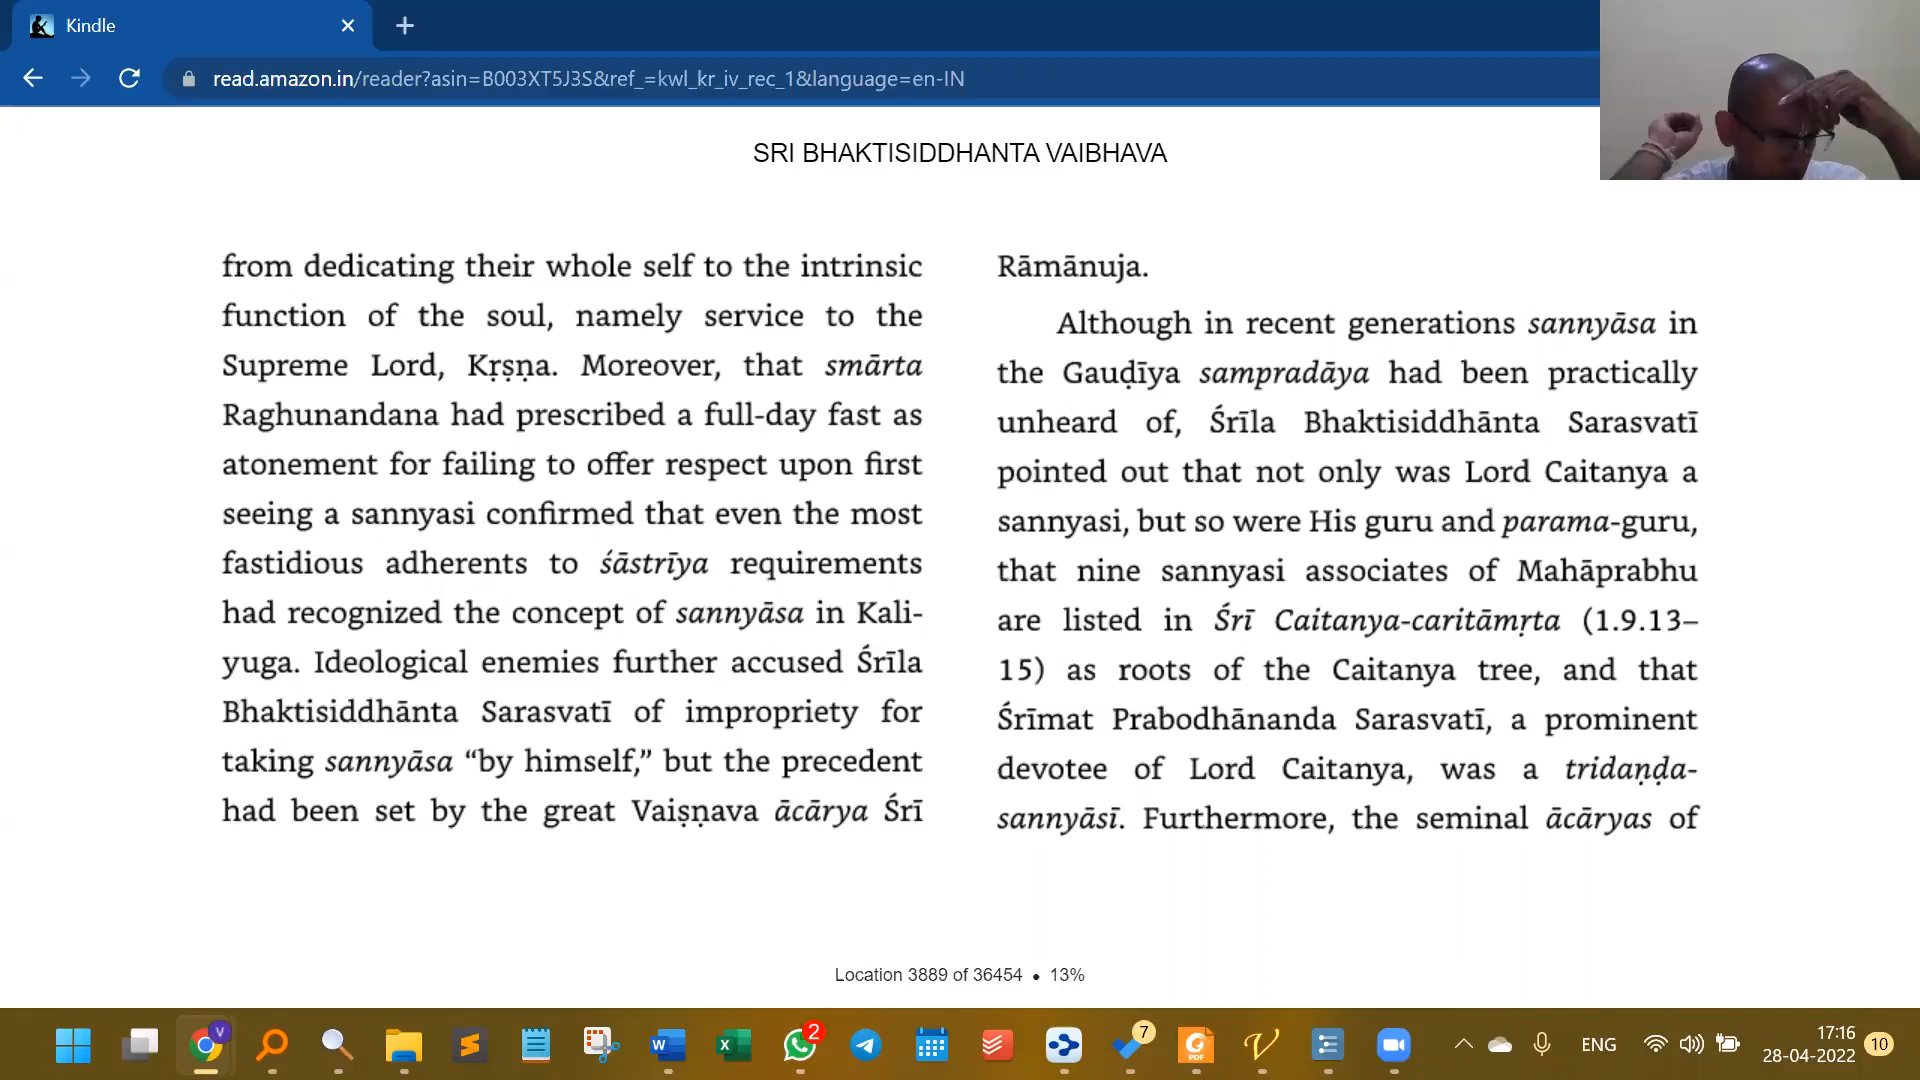 Kindle
read.amazon.in/reader?asin=B003XT5J3S&ref_=kwl_kr_iv_rec_1&language=en-IN
SRI BHAKTISIDDHANTA VAIBHAVA
from dedicating their whole self to the intrinsic
function of the soul, namely service to the
Supreme Lord, Kṛṣṇa. Moreover, that smārta
Raghunandana had prescribed a full-day fast as
atonement for failing to offer respect upon first
seeing a sannyasi confirmed that even the most
fastidious adherents to śāstrīya requirements
had recognized the concept of sannyāsa in Kali-
yuga. Ideological enemies further accused Śrīla
Bhaktisiddhānta Sarasvatī of impropriety for
taking sannyāsa “by himself,” but the precedent
had been set by the great Vaiṣṇava ācārya Śrī
Rāmānuja.
Although in recent generations sannyāsa in
the Gauḍīya sampradāya had been practically
unheard of, Śrīla Bhaktisiddhānta Sarasvatī
pointed out that not only was Lord Caitanya a
sannyasi, but so were His guru and parama-guru,
that nine sannyasi associates of Mahāprabhu
are listed in Śrī Caitanya-caritāmṛta (1.9.13–
15) as roots of the Caitanya tree, and that
Śrīmat Prabodhānanda Sarasvatī, a prominent
devotee of Lord Caitanya, was a tridaṇḍa-
sannyāsī. Furthermore, the seminal ācāryas of
Location 3889 of 36454 • 13%
V
W
X
2
7
PDF
ENG
17:16
28-04-2022
10